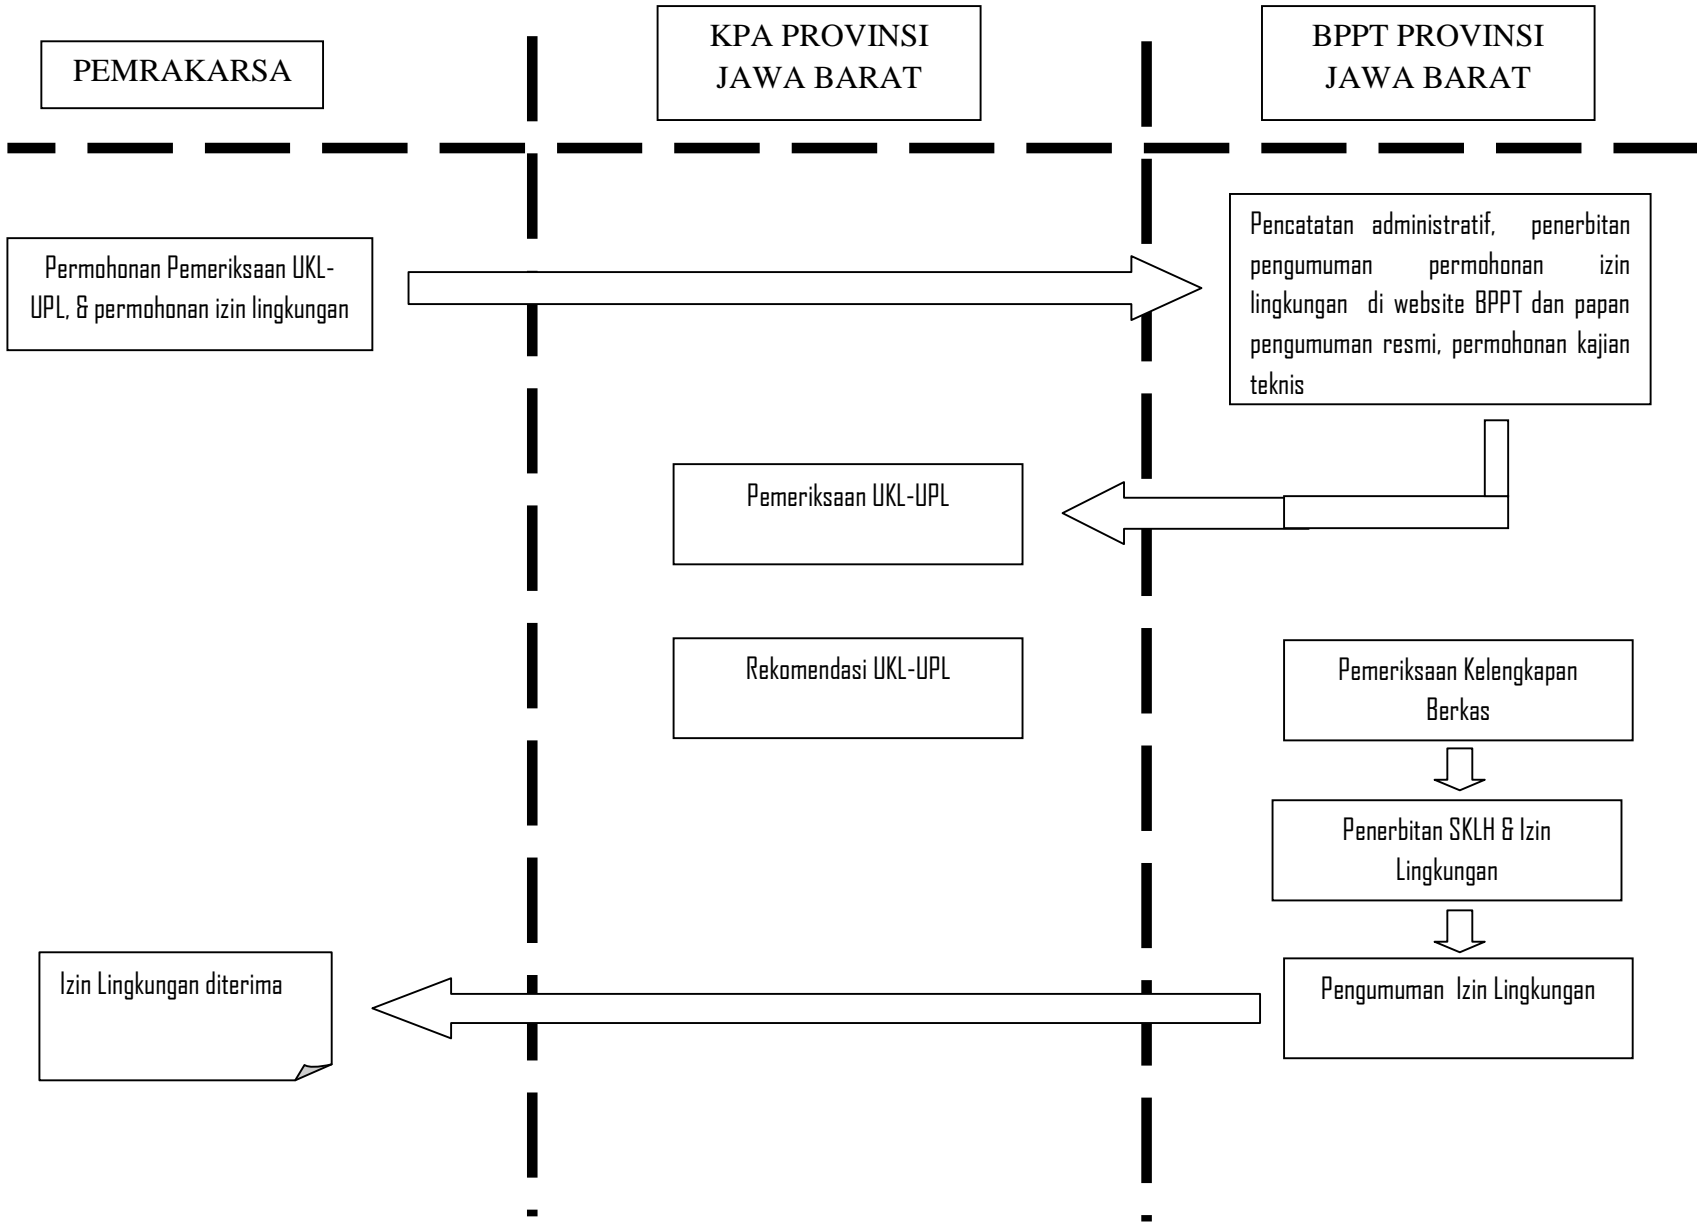 PEMRAKARSA
KPA PROVINSI
JAWA BARAT
BPPT PROVINSI
JAWA BARAT
Permohonan Pemeriksaan UKL-
UPL, & permohonan izin lingkungan
Pencatatan administratif, penerbitan
pengumuman permohonan izin
lingkungan di website BPPT dan papan
pengumuman resmi, permohonan kajian
teknis
Pemeriksaan UKL-UPL
Rekomendasi UKL-UPL
Pemeriksaan Kelengkapan
Berkas
Penerbitan SKLH & Izin
Lingkungan
Izin Lingkungan diterima
Pengumuman Izin Lingkungan